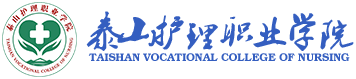 泰山护理职业学院
TAISHAN VOCATIONAL COLLEGE OF NURSING
泰山护理职业学院
TAISHAN VOCATIONAL COLLEGE OF NURSING